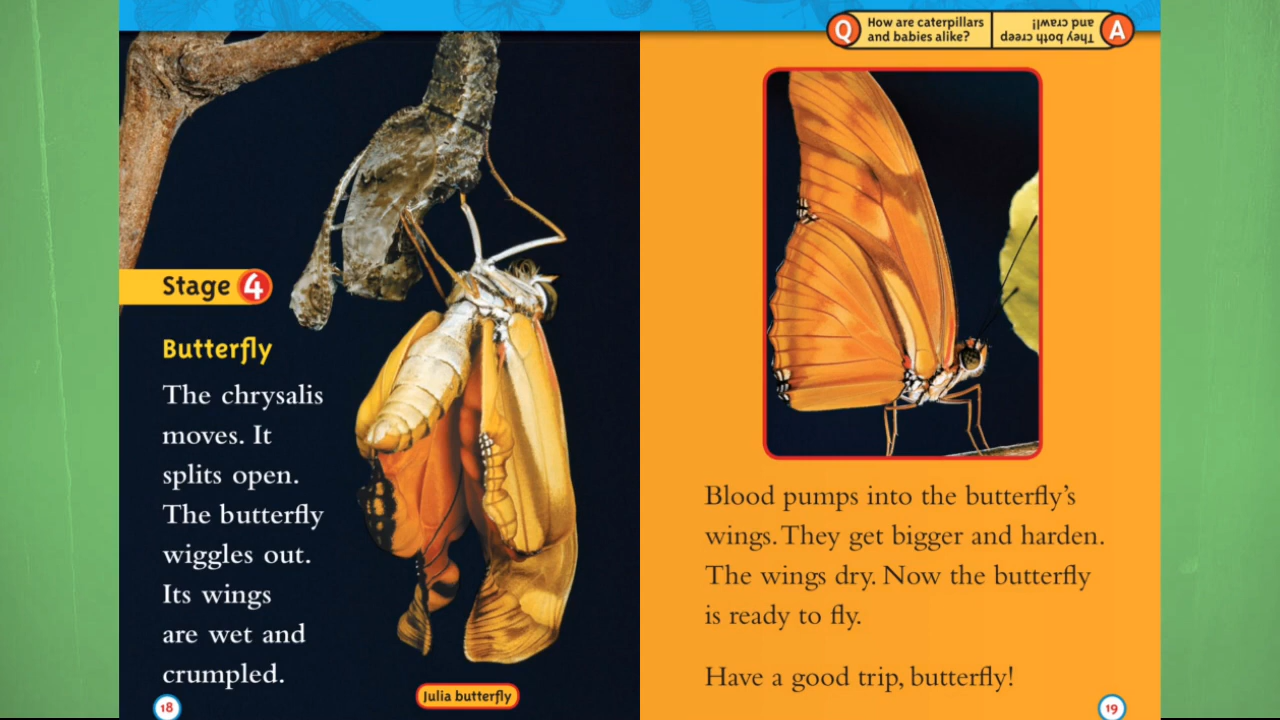 Stage 4
Butterfly
The chrysalis
moves. It
splits open.
The butterfly
wiggles out.
Its wings
are wet and
crumpled.
Julia butterfly
18
Q How are caterpillars
and babies alike?
They both creep
and crawl!
A
Blood pumps into the butterfly’s
wings. They get bigger and harden.
The wings dry. Now the butterfly
is ready to fly.
Have a good trip, butterfly!
19